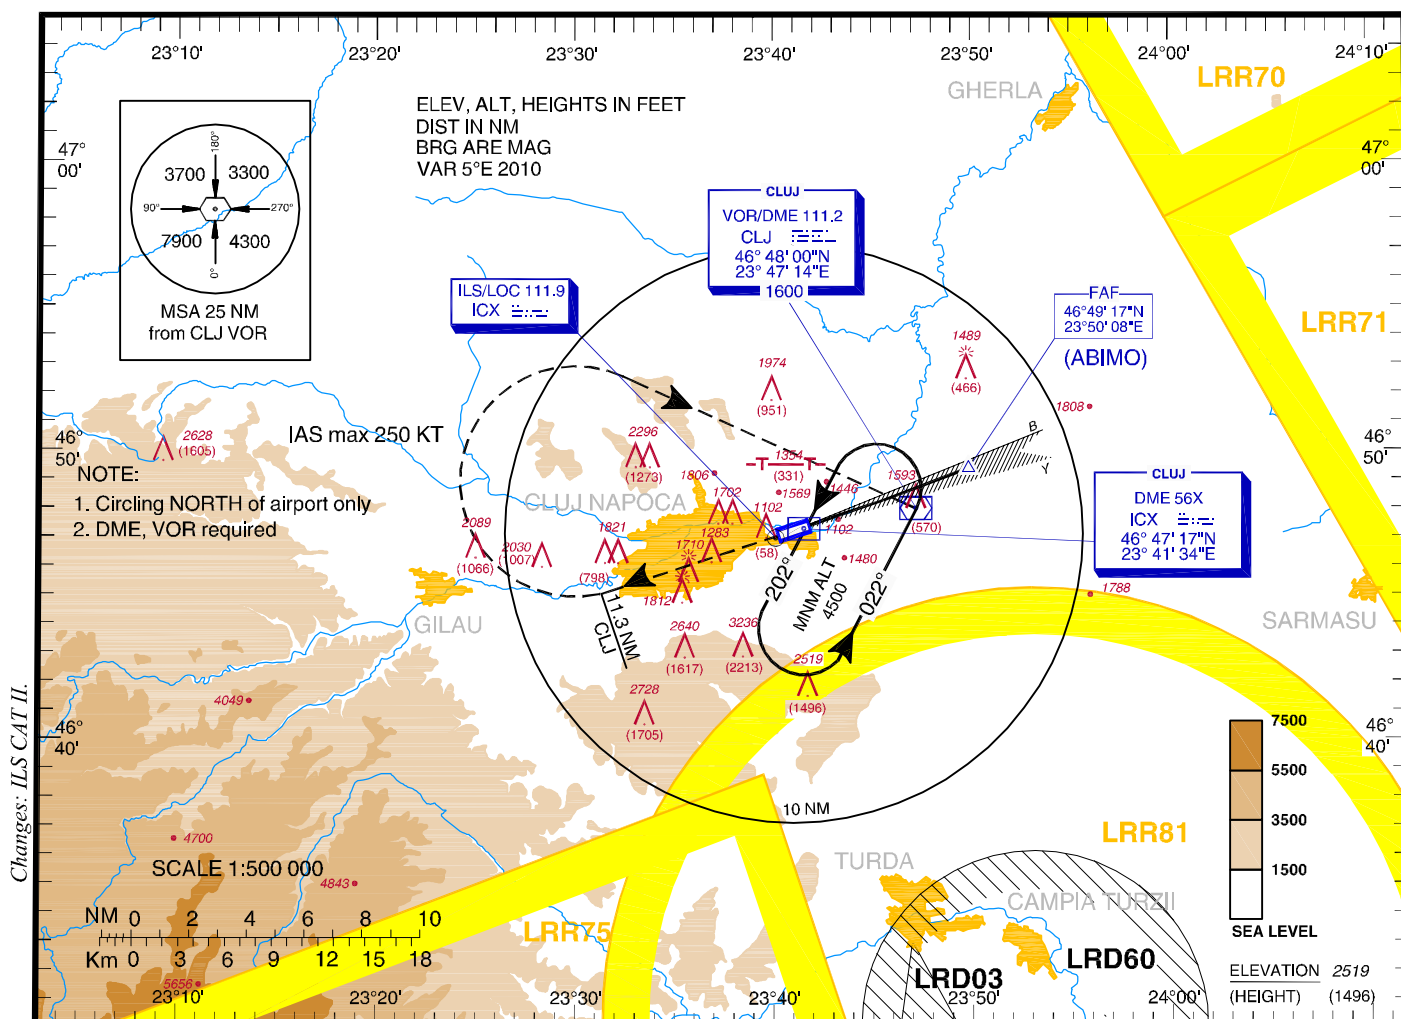 23°10'
23°20'
23°30'
23°40'
23°50'
24°00'
24°10'
LRR70
GHERLA
ELEV, ALT, HEIGHTS IN FEET
DIST IN NM
BRG ARE MAG
VAR 5°E 2010
47°
00'
47°
00'
180°
3700
3300
90°
270°
7900
4300
0°
MSA 25 NM
from CLJ VOR
CLUJ
VOR/DME 111.2
CLJ
46° 48' 00"N
23° 47' 14"E
1600
ILS/LOC 111.9
ICX
FAF
46°49' 17"N
23°50' 08"E
(ABIMO)
LRR71
1489
(466)
1974
(951)
1808
IAS max 250 KT
46°
50'
46°
50'
2628
(1605)
NOTE:
1. Circling NORTH of airport only
2. DME, VOR required
2296
(1273)
1806
1354
(331)
1569
1446
1593
(570)
B
Y
CLUJ NAPOCA
1702
1102
(58)
1102
1283
1710
1812
1821
(798)
2089
(1066)
2030
(1007)
1480
CLUJ
DME 56X
ICX
46° 47' 17"N
23° 41' 34"E
202°
MNM ALT
4500
022°
1788
SARMASU
GILAU
11.3 NM
CLJ
2640
(1617)
3236
(2213)
2519
(1496)
2728
(1705)
4049
46°
40'
46°
40'
7500
5500
3500
1500
SEA LEVEL
10 NM
LRR81
4700
SCALE 1:500 000
4843
TURDA
CAMPIA TURZII
NM 0 2 4 6 8 10
Km 0 3 6 9 12 15 18
LRR75
LRD60
LRD03
ELEVATION 2519
(HEIGHT) (1496)
5656
23°10'
23°20'
23°30'
23°40'
23°50'
24°00'
Changes: ILS CAT II.